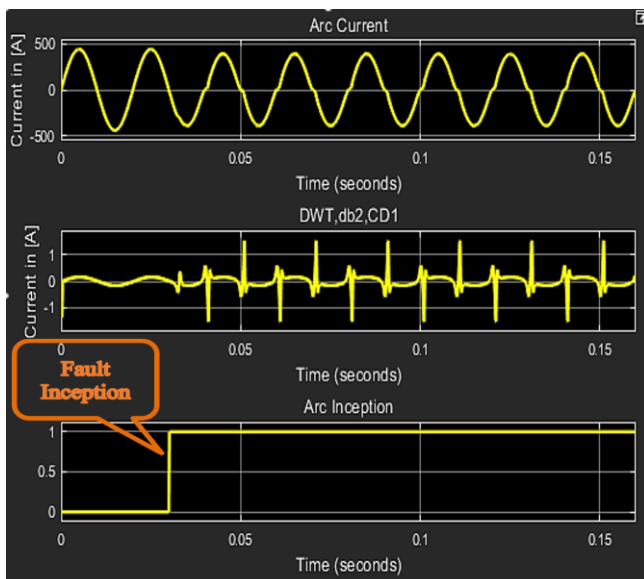 Arc Current
Current in [A]
500
0
-500
0
0.05
0.1
0.15
Time (seconds)
DWT,db2,CD1
Current in [A]
1
0
-1
0
0.05
0.1
0.15
Time (seconds)
Fault
Inception
Arc Inception
1
0.5
0
0
0.05
0.1
0.15
Time (seconds)